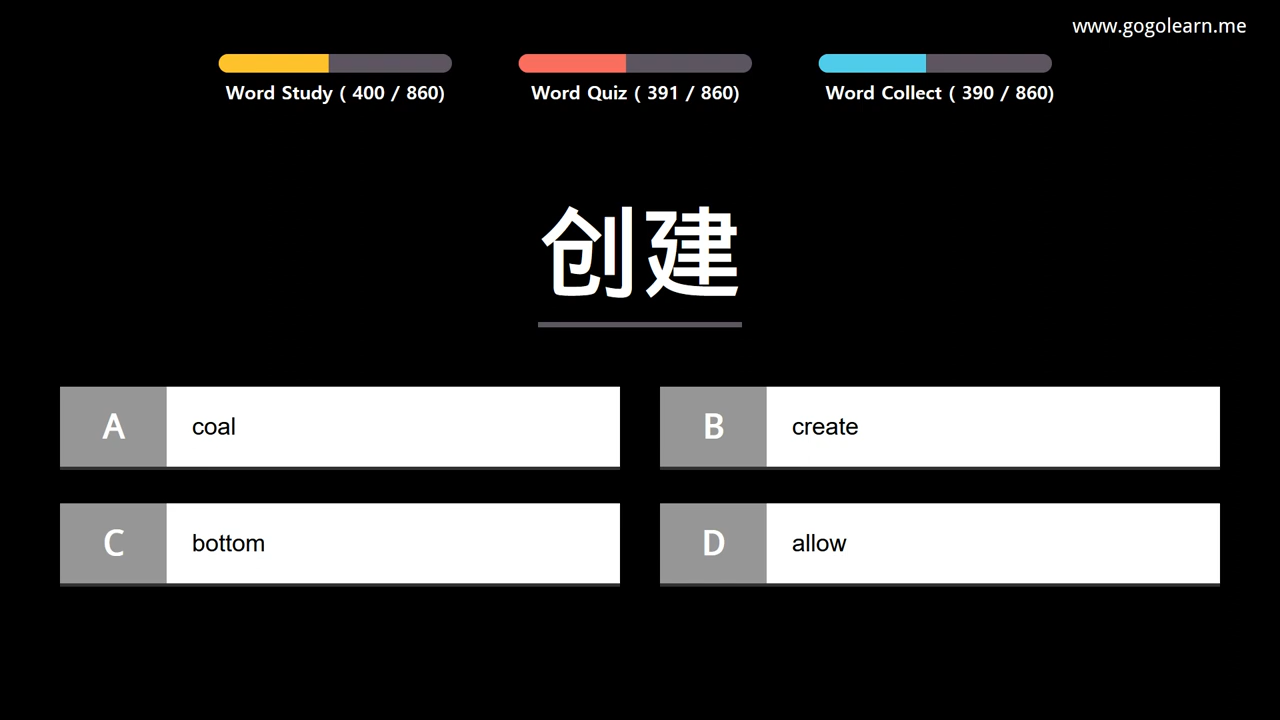 www.gogolearn.me
Word Study ( 400 / 860)
Word Quiz ( 391 / 860)
Word Collect ( 390 / 860)
创建
A coal
B create
C bottom
D allow